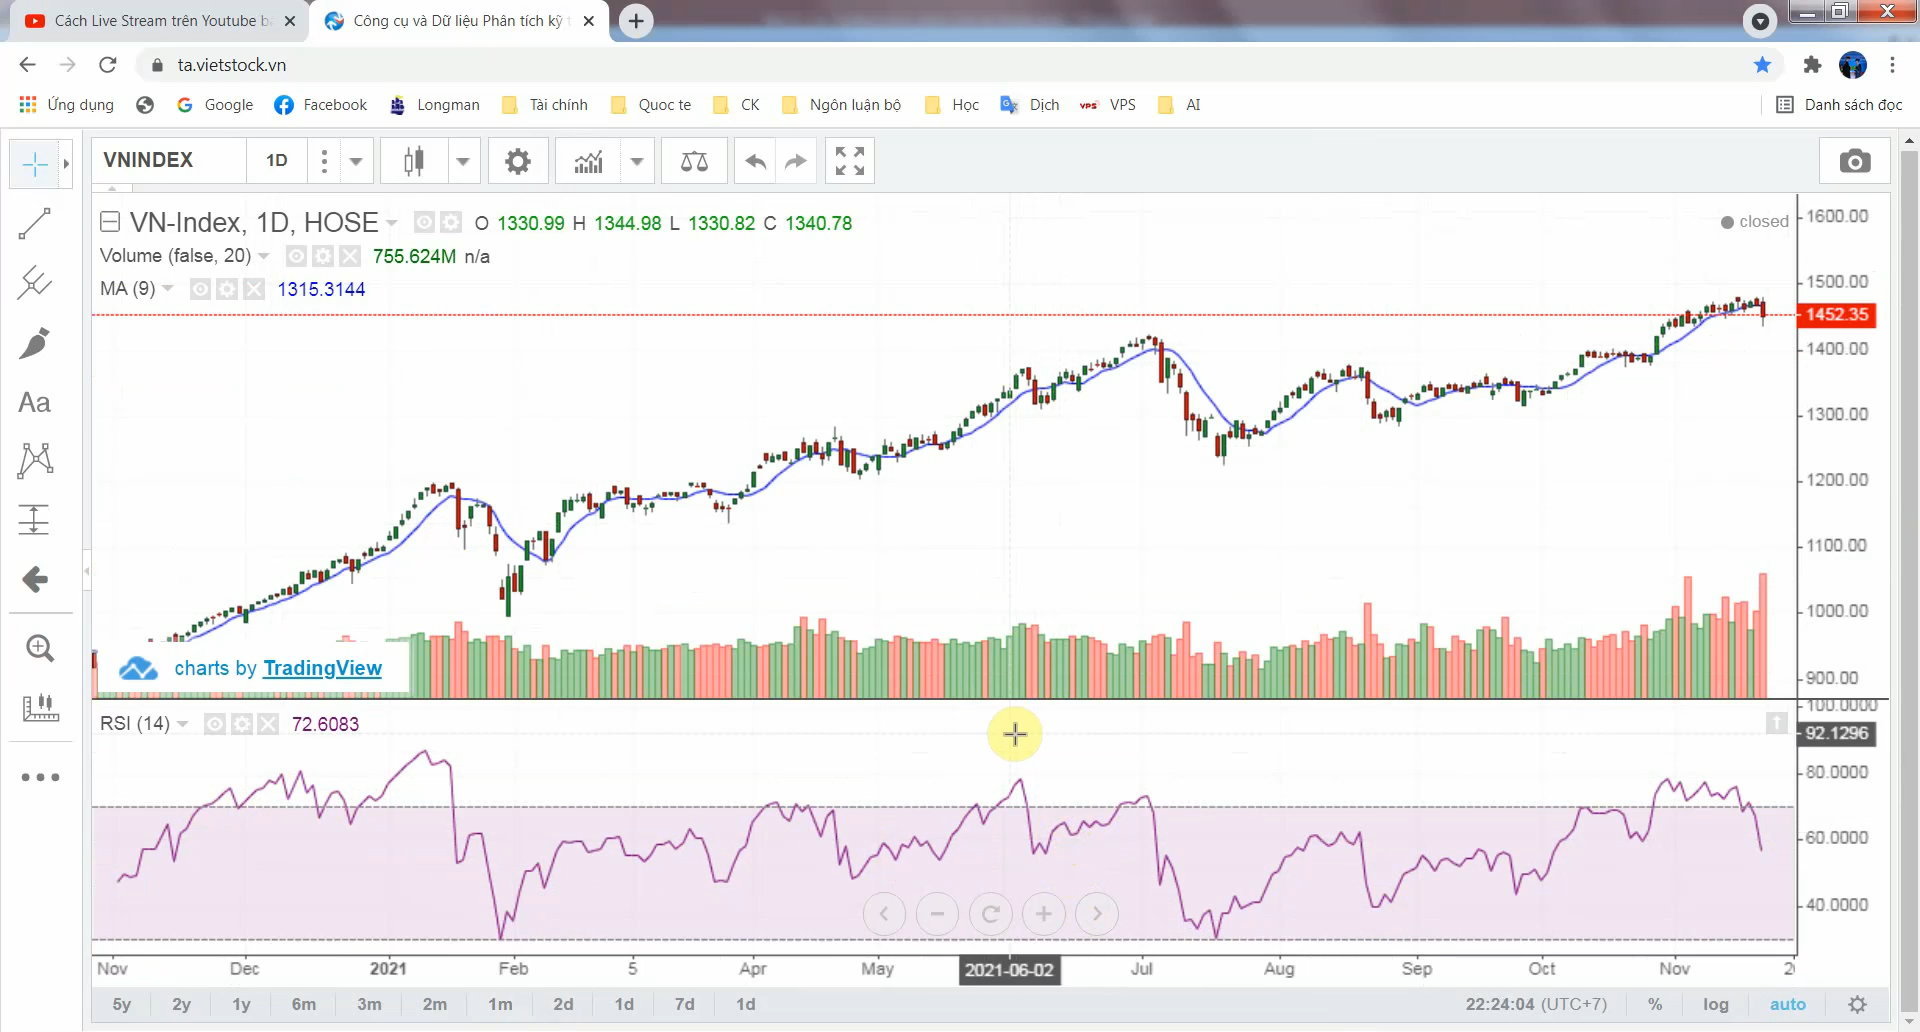 Cách Live Stream trên Youtube b
Công cụ và Dữ liệu Phân tích kỹ t
ta.vietstock.vn
Ứng dụng Google Facebook Longman Tài chính Quoc te CK Ngôn luận bộ Học Dịch VPS VPS AI Danh sách đọc
VNINDEX 1D
VN-Index, 1D, HOSE O 1330.99 H 1344.98 L 1330.82 C 1340.78
closed
Volume (false, 20) 755.624M n/a
MA (9) 1315.3144
1600.00
1500.00
1452.35
1400.00
1300.00
1200.00
1100.00
1000.00
900.00
Aa
charts by TradingView
RSI (14) 72.6083
100.0000
92.1296
80.0000
60.0000
40.0000
Nov Dec 2021 Feb 5 Apr May 2021-06-02 Jul Aug Sep Oct Nov 2
5y 2y 1y 6m 3m 2m 1m 2d 1d 7d 1d 22:24:04 (UTC+7) % log auto